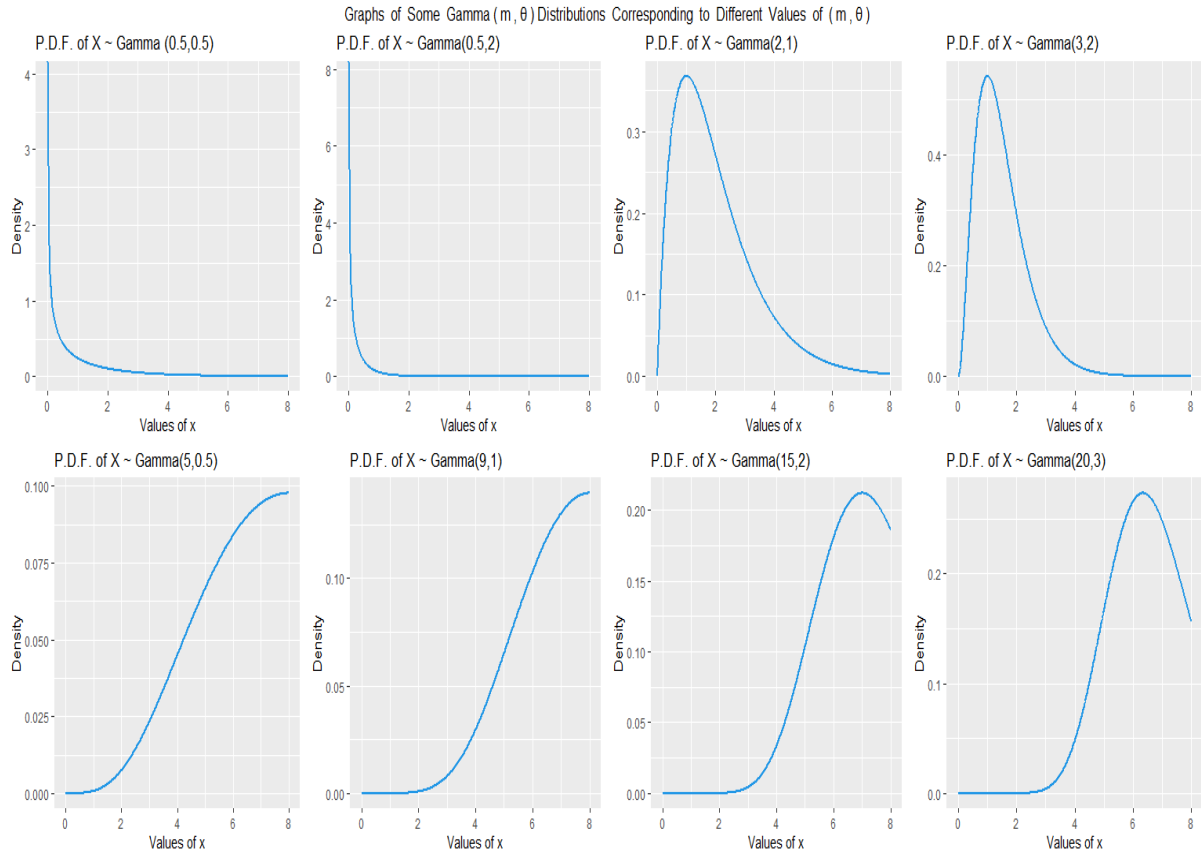 Graphs of Some Gamma ( m , θ ) Distributions Corresponding to Different Values of ( m , θ )
P.D.F. of X ~ Gamma (0.5,0.5)
4
3
2
1
0
Density
0 2 4 6 8
Values of x
P.D.F. of X ~ Gamma(0.5,2)
8
6
4
2
0
Density
0 2 4 6 8
Values of x
P.D.F. of X ~ Gamma(2,1)
0.3
0.2
0.1
0.0
Density
0 2 4 6 8
Values of x
P.D.F. of X ~ Gamma(3,2)
0.4
0.2
0.0
Density
0 2 4 6 8
Values of x
P.D.F. of X ~ Gamma(5,0.5)
0.100
0.075
0.050
0.025
0.000
Density
0 2 4 6 8
Values of x
P.D.F. of X ~ Gamma(9,1)
0.10
0.05
0.00
Density
0 2 4 6 8
Values of x
P.D.F. of X ~ Gamma(15,2)
0.20
0.15
0.10
0.05
0.00
Density
0 2 4 6 8
Values of x
P.D.F. of X ~ Gamma(20,3)
0.2
0.1
0.0
Density
0 2 4 6 8
Values of x